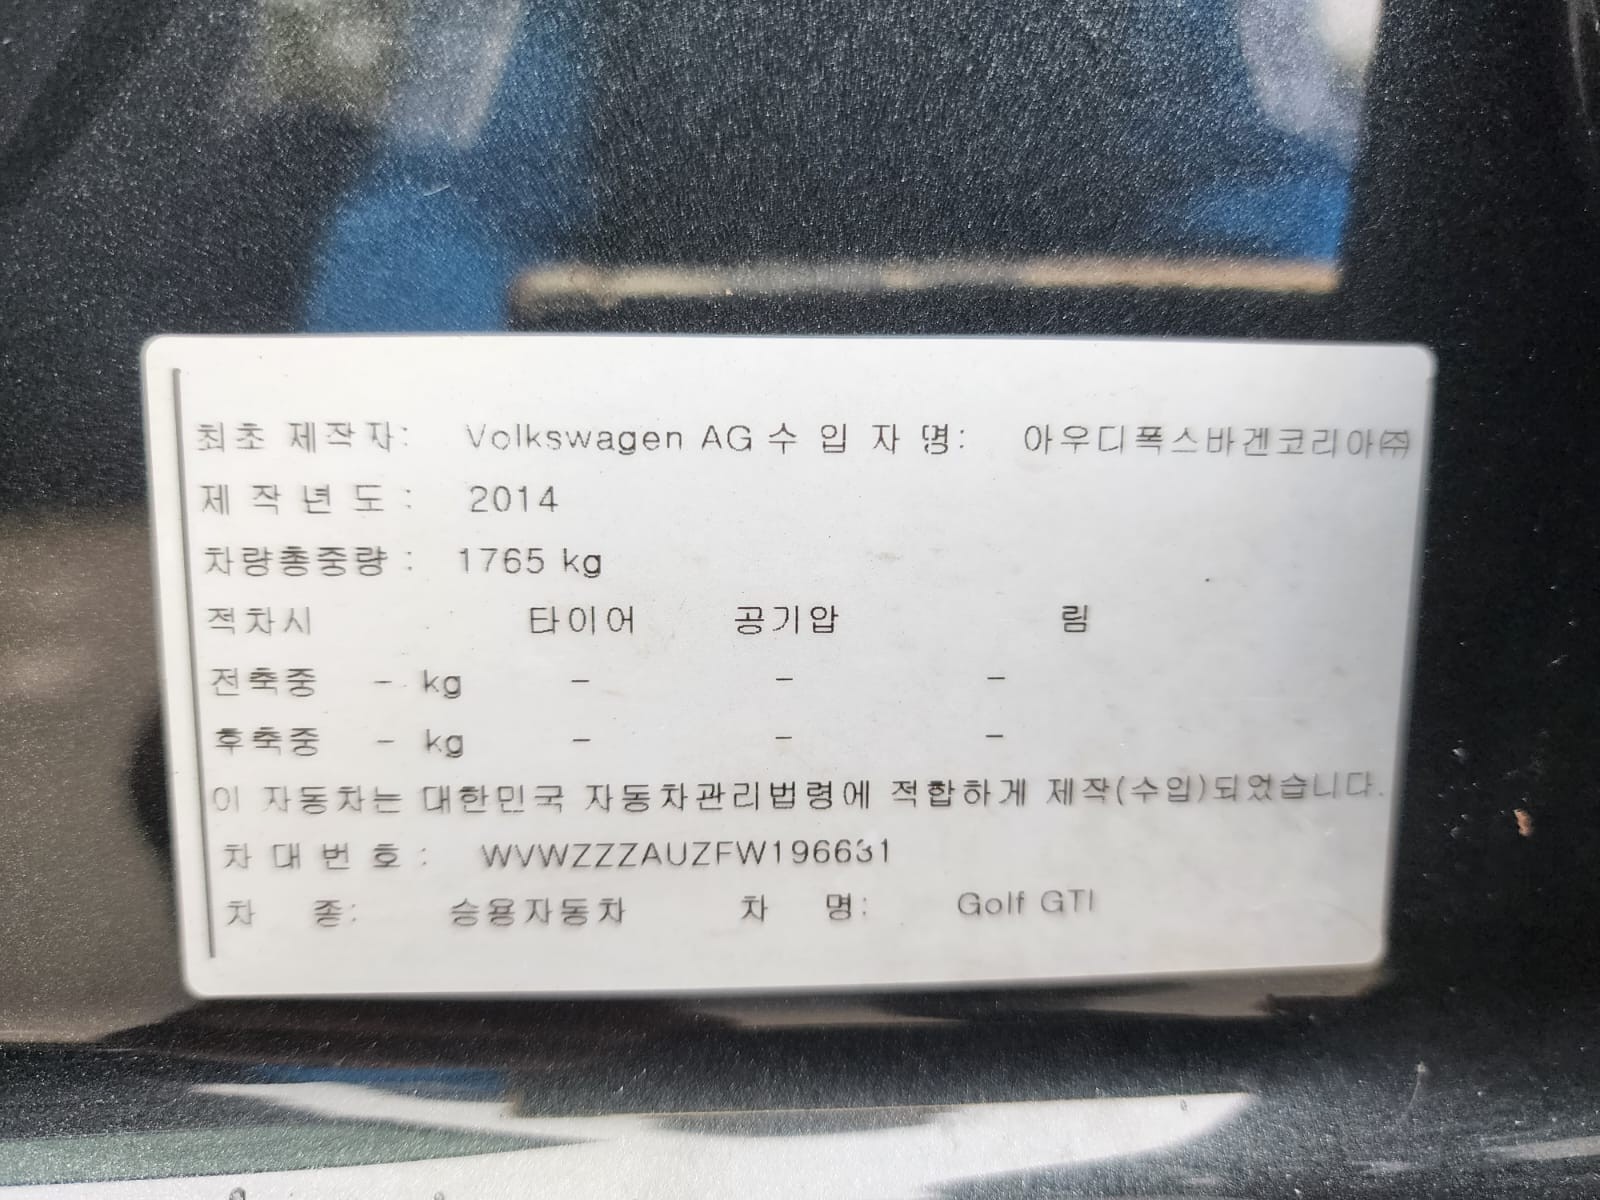 최초 제작자: Volkswagen AG 수 입 자 명: 아우디폭스바겐코리아㈜
제 작 년 도 : 2014
차량총중량 : 1765 kg
적차시 타이어 공기압 림
전축중 - kg - - -
후축중 - kg - - -
이 자동차는 대한민국 자동차관리법령에 적합하게 제작(수입)되었습니다.
차 대 번 호 : WVWZZZAUZFW196631
차 종: 승용자동차 차 명: Golf GTI